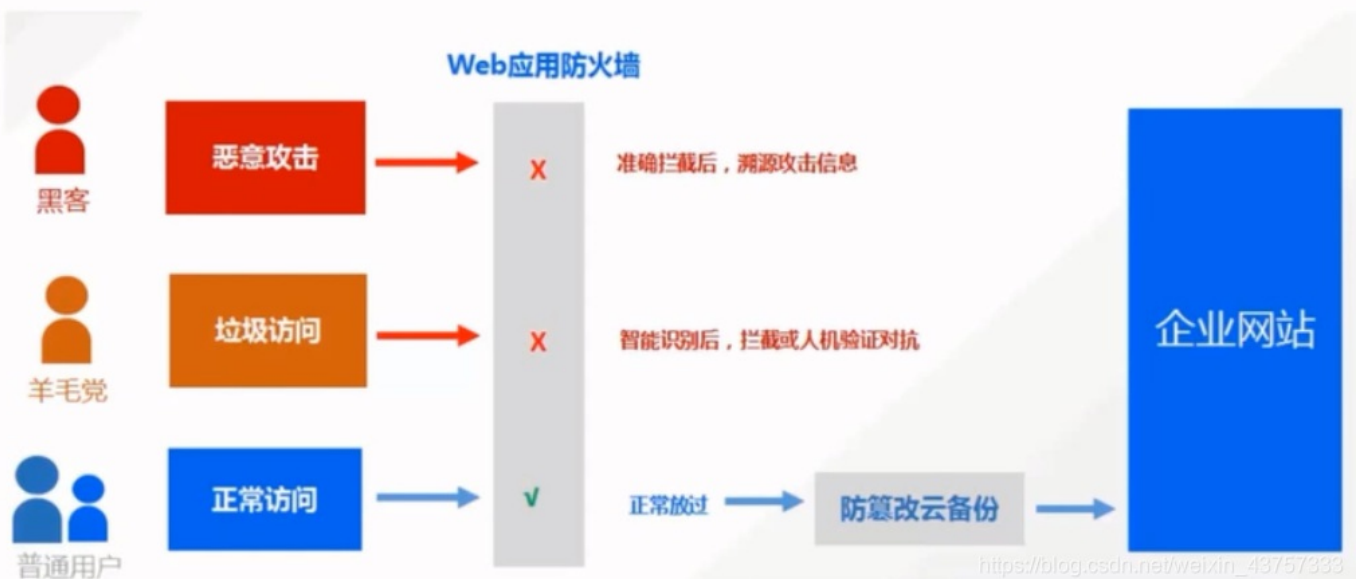 Web应用防火墙
恶意攻击
X
准确拦截后，溯源攻击信息
黑客
垃圾访问
X
智能识别后，拦截或人机验证对抗
企业网站
羊毛党
正常访问
√
正常放过
防篡改云备份
普通用户
https://blog.csdn.net/weixin_43757333